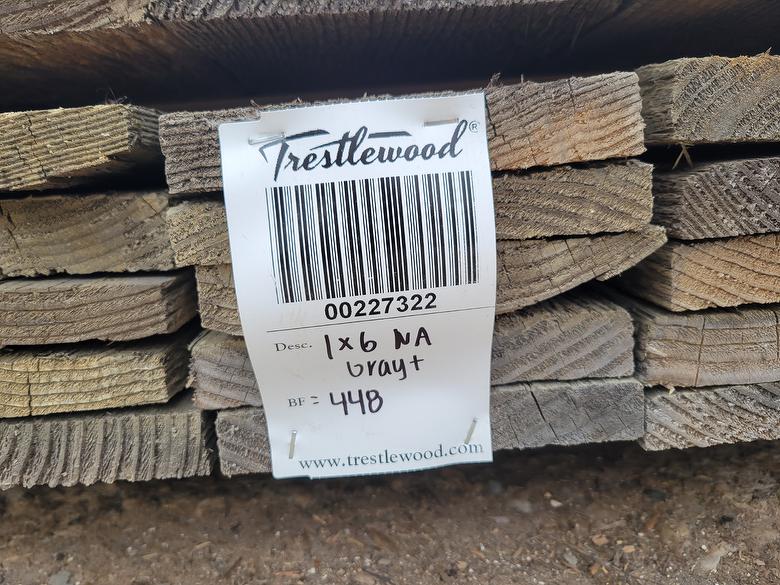 Trestlewood®
00227322
Desc. 1x6 NA
Gray+
BF = 448
www.trestlewood.com